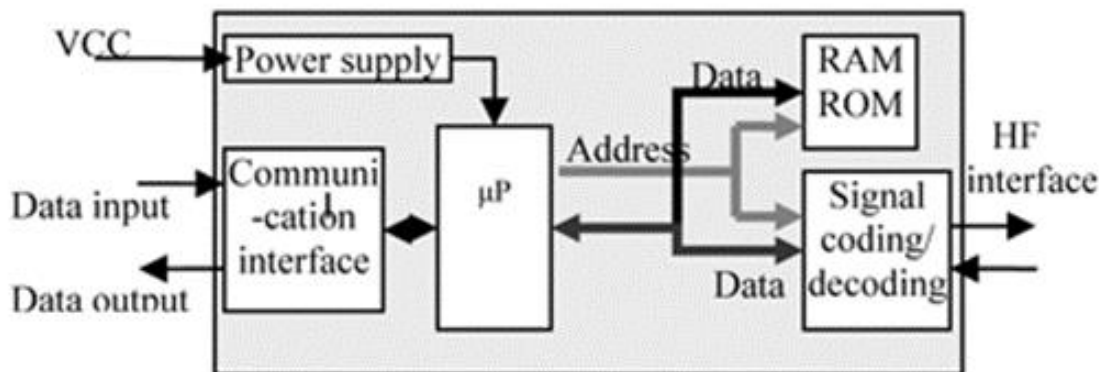 VCC
Power supply
Data
RAM
ROM
HF
interface
Address
Data input
Communi
-cation
interface
µP
Signal
coding/
decoding
Data output
Data